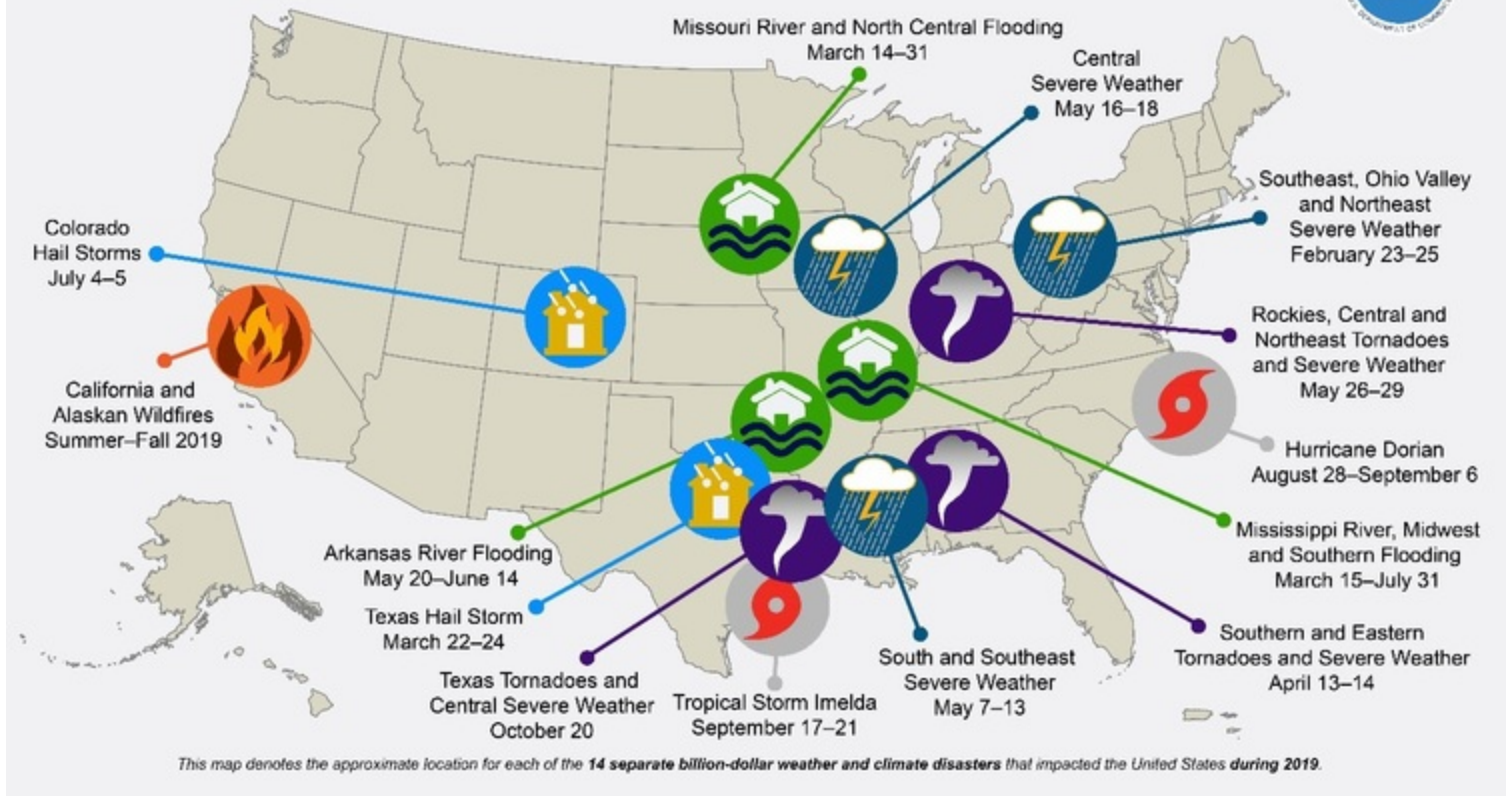 DEPARTMENT OF COMM
Missouri River and North Central Flooding
March 14–31
Central
Severe Weather
May 16–18
Southeast, Ohio Valley
and Northeast
Severe Weather
February 23–25
Colorado
Hail Storms
July 4–5
Rockies, Central and
Northeast Tornadoes
and Severe Weather
May 26–29
California and
Alaskan Wildfires
Summer–Fall 2019
Hurricane Dorian
August 28–September 6
Mississippi River, Midwest
and Southern Flooding
March 15–July 31
Arkansas River Flooding
May 20–June 14
Texas Hail Storm
March 22–24
Southern and Eastern
Tornadoes and Severe Weather
April 13–14
Texas Tornadoes and
Central Severe Weather
October 20
Tropical Storm Imelda
September 17–21
South and Southeast
Severe Weather
May 7–13
This map denotes the approximate location for each of the 14 separate billion-dollar weather and climate disasters that impacted the United States during 2019.